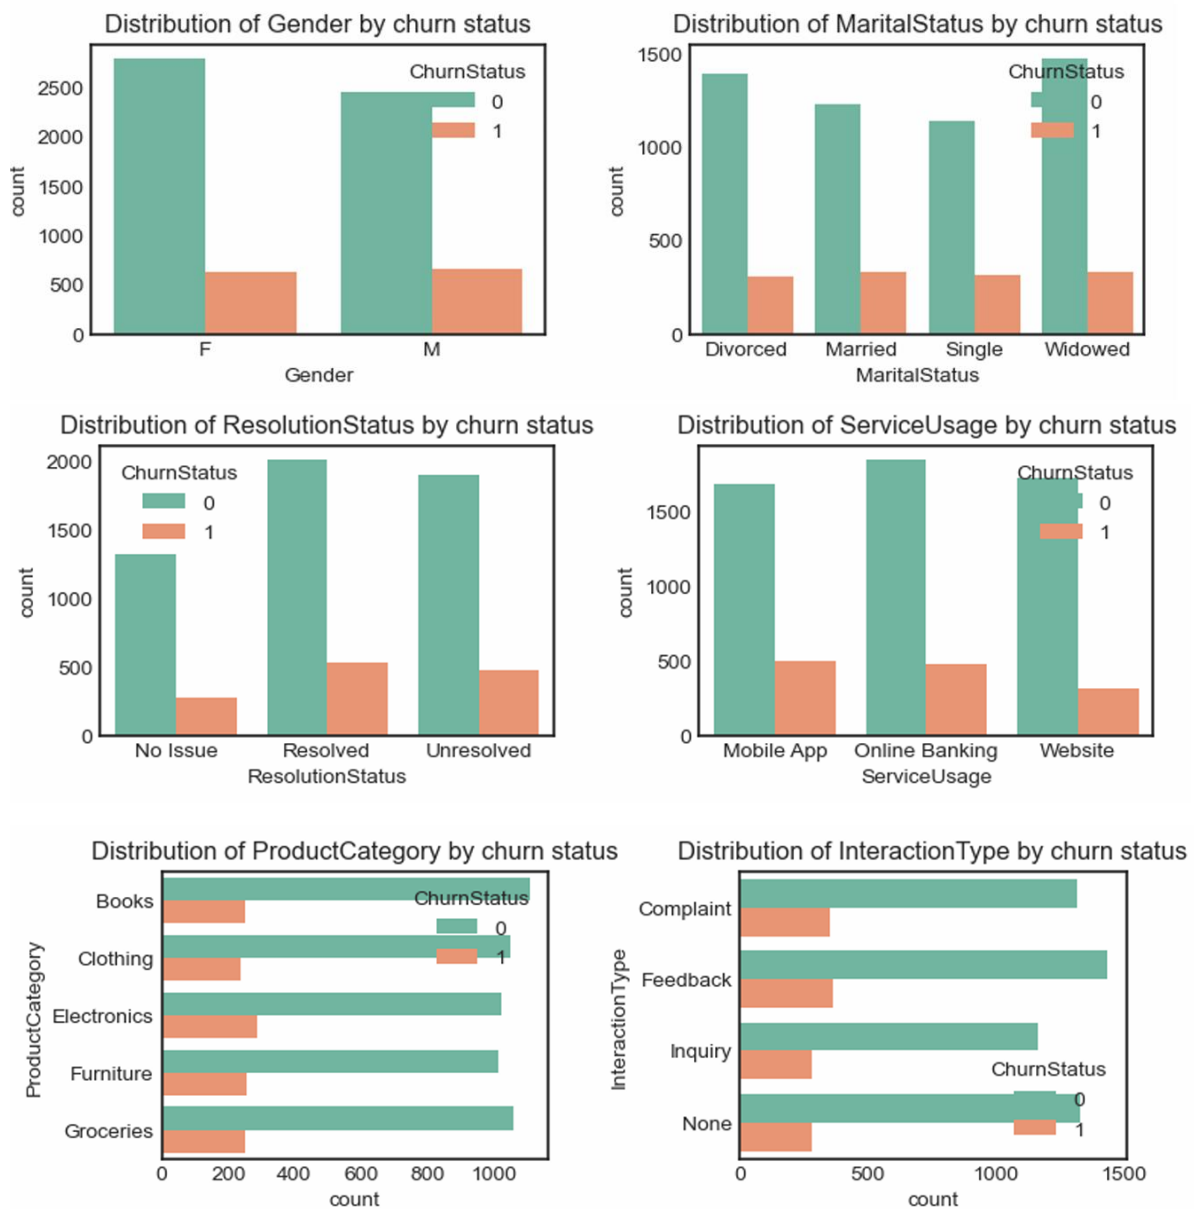 Distribution of Gender by churn status
ChurnStatus
0
1
2500
2000
1500
1000
500
0
count
F M
Gender
Distribution of MaritalStatus by churn status
ChurnStatus
0
1
1500
1000
500
0
count
Divorced Married Single Widowed
MaritalStatus
Distribution of ResolutionStatus by churn status
ChurnStatus
0
1
2000
1500
1000
500
0
count
No Issue Resolved Unresolved
ResolutionStatus
Distribution of ServiceUsage by churn status
ChurnStatus
0
1
1500
1000
500
0
count
Mobile App Online Banking Website
ServiceUsage
Distribution of ProductCategory by churn status
ChurnStatus
0
1
Books
Clothing
Electronics
Furniture
Groceries
ProductCategory
0 200 400 600 800 1000
count
Distribution of InteractionType by churn status
Complaint
Feedback
Inquiry
None
InteractionType
ChurnStatus
0
1
0 500 1000 1500
count